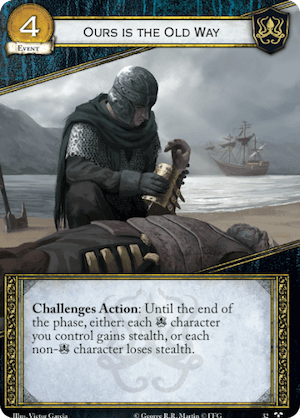 4
OURS IS THE OLD WAY
EVENT
Challenges Action: Until the end of
the phase, either: each character
you control gains stealth, or each
non- character loses stealth.
Illus. Victor Garcia
© George R.R. Martin © FFG
52